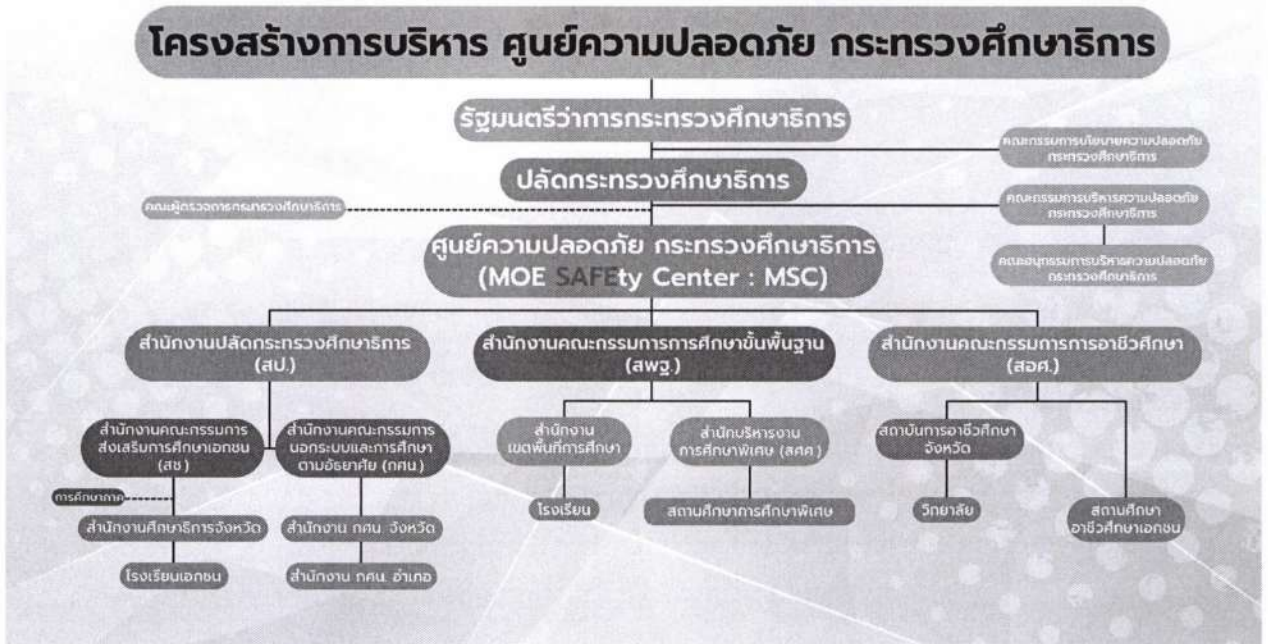 โครงสร้างการบริหาร ศูนย์ความปลอดภัย กระทรวงศึกษาธิการ
รัฐมนตรีว่าการกระทรวงศึกษาธิการ
คณะกรรมการนโยบายความปลอดภัย
กระทรวงศึกษาธิการ
ปลัดกระทรวงศึกษาธิการ
คณะผู้ตรวจการกระทรวงศึกษาธิการ
คณะกรรมการบริหารความปลอดภัย
กระทรวงศึกษาธิการ
ศูนย์ความปลอดภัย กระทรวงศึกษาธิการ
(MOE SAFEty Center : MSC)
คณะอนุกรรมการบริหารความปลอดภัย
กระทรวงศึกษาธิการ
สำนักงานปลัดกระทรวงศึกษาธิการ
(สป.)
สำนักงานคณะกรรมการการศึกษาขั้นพื้นฐาน
(สพฐ.)
สำนักงานคณะกรรมการการอาชีวศึกษา
(สอศ.)
สำนักงานคณะกรรมการ
ส่งเสริมการศึกษาเอกชน
(สช)
สำนักงานคณะกรรมการ
นอกระบบและการศึกษา
ตามอัธยาศัย (กศน.)
สำนักงาน
เขตพื้นที่การศึกษา
สำนักบริหารงาน
การศึกษาพิเศษ (สศศ.)
สถาบันการอาชีวศึกษา
จังหวัด
การศึกษาภาค
สำนักงานศึกษาธิการจังหวัด
สำนักงาน กศน. จังหวัด
โรงเรียน
สถานศึกษาการศึกษาพิเศษ
วิทยาลัย
สถานศึกษา
อาชีวศึกษาเอกชน
โรงเรียนเอกชน
สำนักงาน กศน. อำเภอ